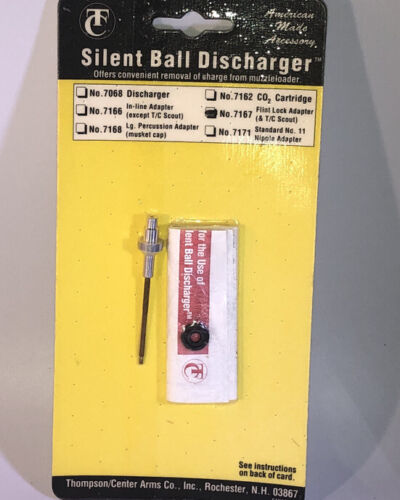 TC
American
Made
Accessory.
Silent Ball Discharger™
Offers convenient removal of charge from muzzleloader.
No.7068 Discharger
No.7166 In-line Adapter
(except T/C Scout)
No.7168 Lg. Percussion Adapter
(musket cap)
No.7162 CO₂ Cartridge
No.7167 Flint Lock Adapter
(& T/C Scout)
No.7171 Standard No. 11
Nipple Adapter
for the Use of
lent Ball Discharger™
TC
See instructions
on back of card.
Thompson/Center Arms Co., Inc., Rochester, N.H. 03867